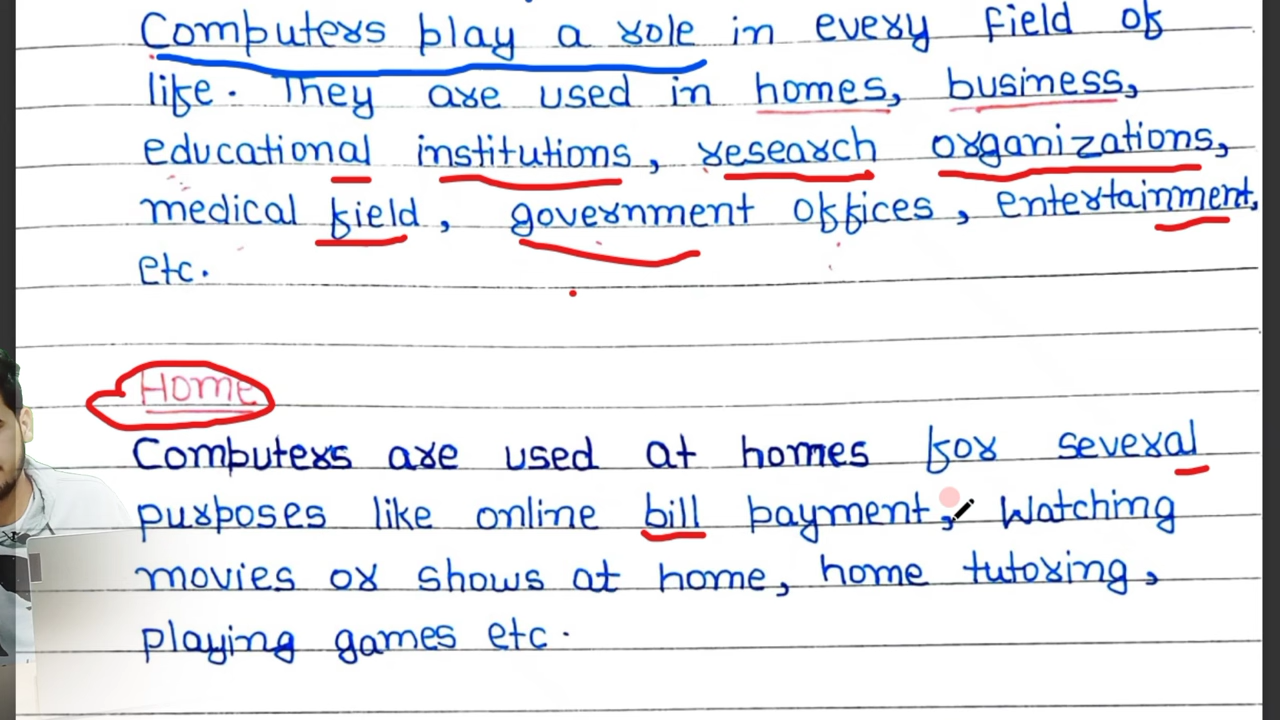 Computers play a role in every field of
life. They are used in homes, business,
educational institutions, research organizations,
medical field, government offices, entertainment,
etc.
Home
Computers are used at homes for several
purposes like online bill payment, Watching
movies or shows at home, home tutoring,
playing games etc.